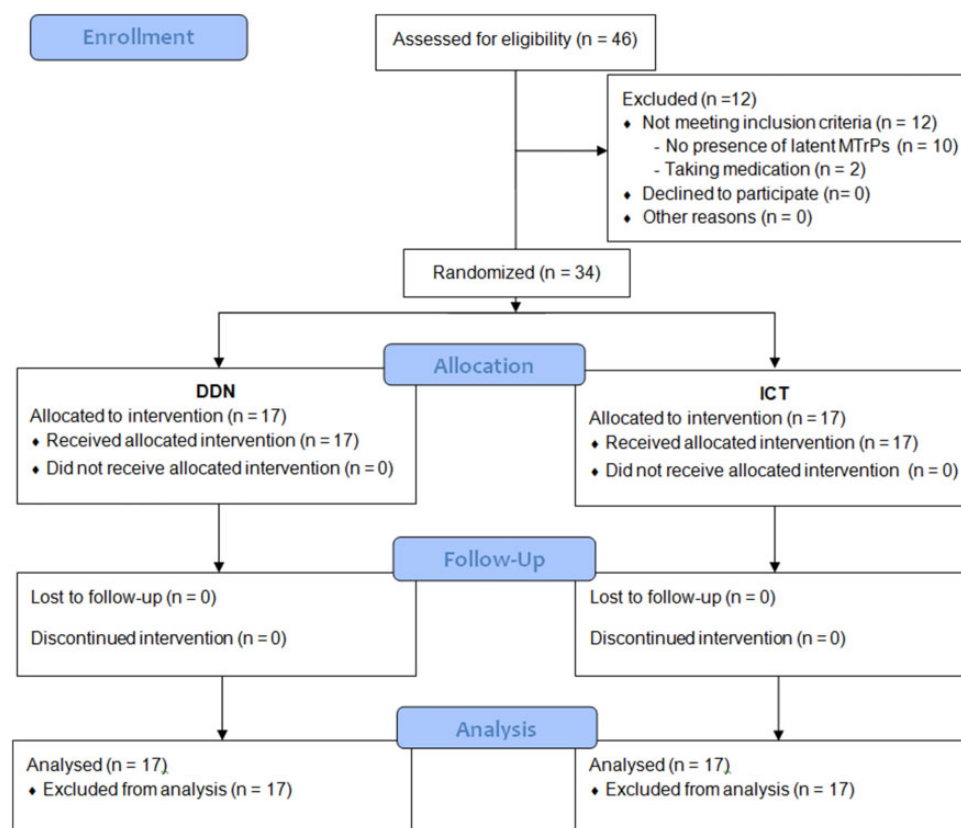 Enrollment
Assessed for eligibility (n = 46)
Excluded (n =12)
♦ Not meeting inclusion criteria (n = 12)
- No presence of latent MTrPs (n = 10)
- Taking medication (n = 2)
♦ Declined to participate (n= 0)
♦ Other reasons (n = 0)
Randomized (n = 34)
Allocation
DDN
Allocated to intervention (n = 17)
♦ Received allocated intervention (n = 17)
♦ Did not receive allocated intervention (n = 0)
ICT
Allocated to intervention (n = 17)
♦ Received allocated intervention (n = 17)
♦ Did not receive allocated intervention (n = 0)
Follow-Up
Lost to follow-up (n = 0)
Discontinued intervention (n = 0)
Lost to follow-up (n = 0)
Discontinued intervention (n = 0)
Analysis
Analysed (n = 17)
♦ Excluded from analysis (n = 17)
Analysed (n = 17)
♦ Excluded from analysis (n = 17)